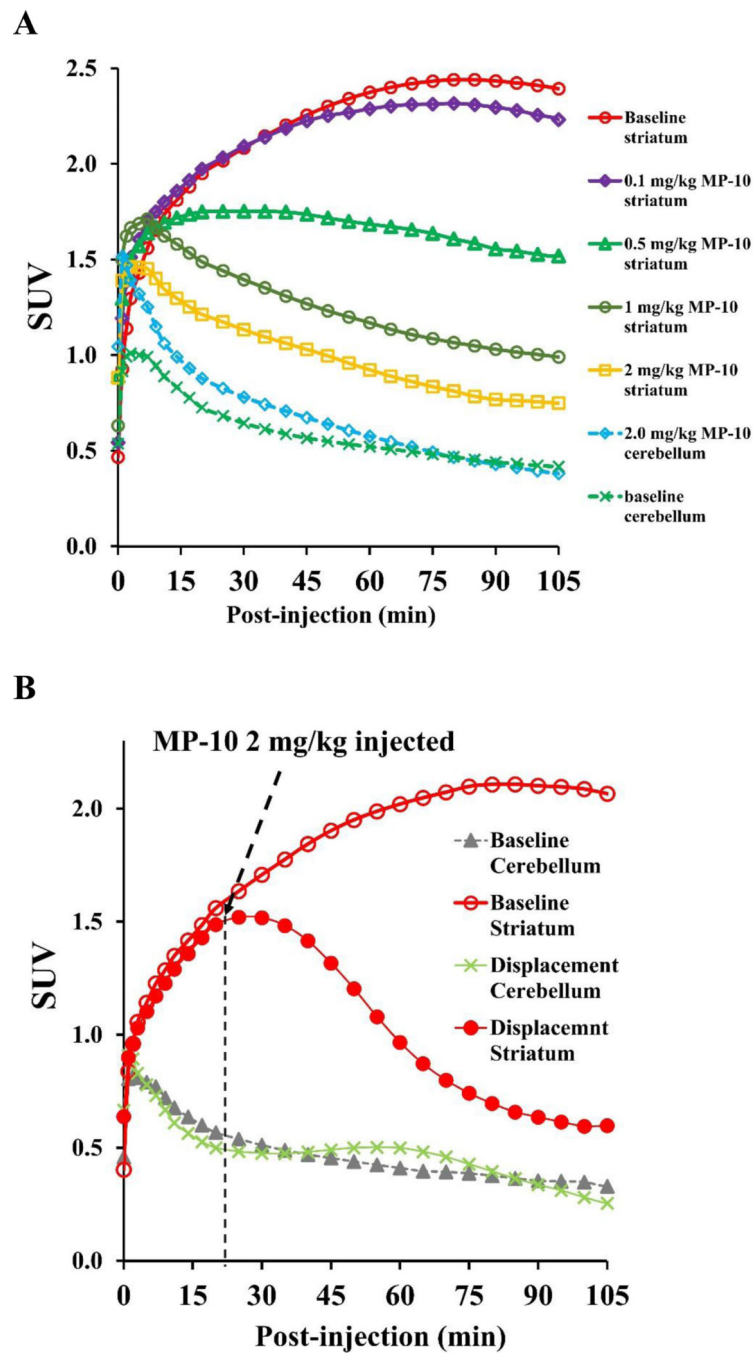 A
SUV
2.5
2.0
1.5
1.0
0.5
0.0
0 15 30 45 60 75 90 105
Post-injection (min)
Baseline
striatum
0.1 mg/kg MP-10
striatum
0.5 mg/kg MP-10
striatum
1 mg/kg MP-10
striatum
2 mg/kg MP-10
striatum
2.0 mg/kg MP-10
cerebellum
baseline
cerebellum
B
MP-10 2 mg/kg injected
SUV
2.0
1.5
1.0
0.5
0.0
0 15 30 45 60 75 90 105
Post-injection (min)
Baseline
Cerebellum
Baseline
Striatum
Displacement
Cerebellum
Displacemnt
Striatum